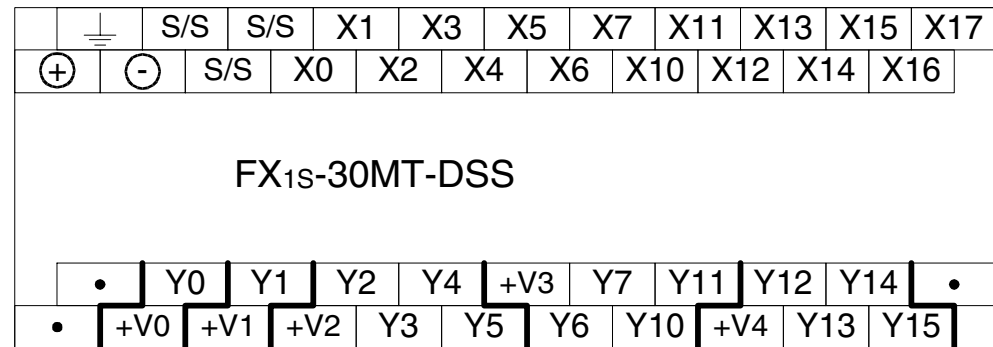 S/S S/S X1 X3 X5 X7 X11 X13 X15 X17
+ - S/S X0 X2 X4 X6 X10 X12 X14 X16
FX1S-30MT-DSS
• Y0 Y1 Y2 Y4 +V3 Y7 Y11 Y12 Y14 •
• +V0 +V1 +V2 Y3 Y5 Y6 Y10 +V4 Y13 Y15